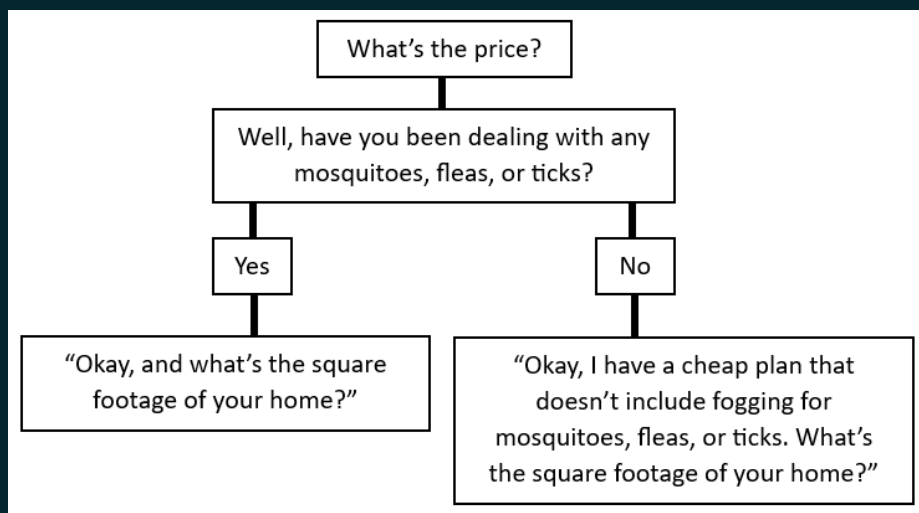 What’s the price?
Well, have you been dealing with any
mosquitoes, fleas, or ticks?
Yes
No
“Okay, and what’s the square
footage of your home?”
“Okay, I have a cheap plan that
doesn’t include fogging for
mosquitoes, fleas, or ticks. What’s
the square footage of your home?”